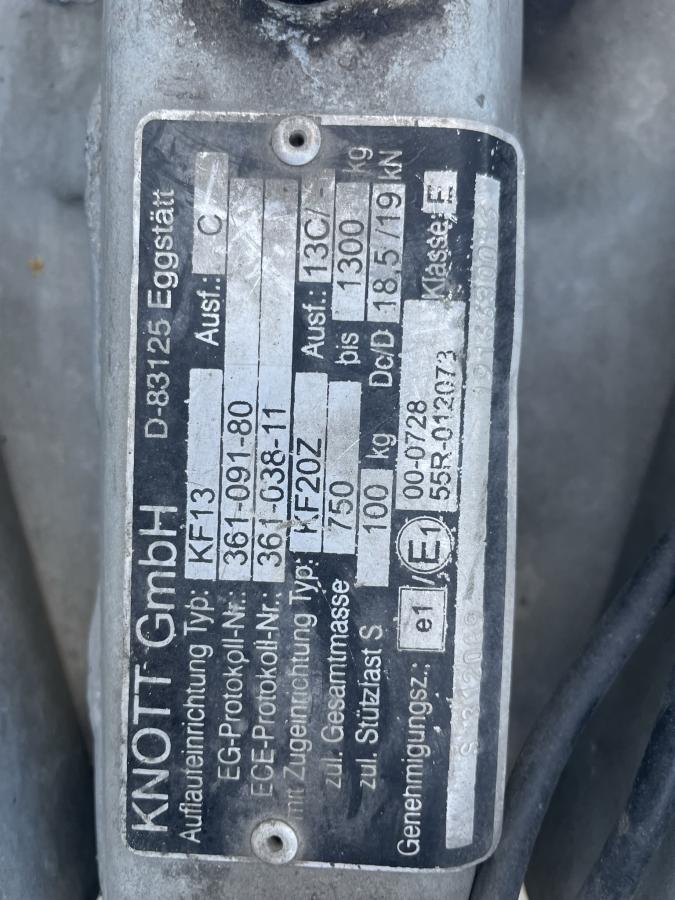 KNOTT GmbH D-83125 Eggstätt
Auflaufeinrichtung Typ: KF13 Ausf.: C
EG-Protokoll-Nr.: 361-091-80
ECE-Protokoll-Nr.: 361-038-11
mit Zugeinrichtung Typ: KF20Z Ausf.: 13C/-
zul. Gesamtmasse 750 bis 1300 kg
zul. Stützlast S 100 kg Dc/D 18,5/19 kN
Genehmigungsz.: e1 / E1 00-0728
55R-012073 Klasse: E